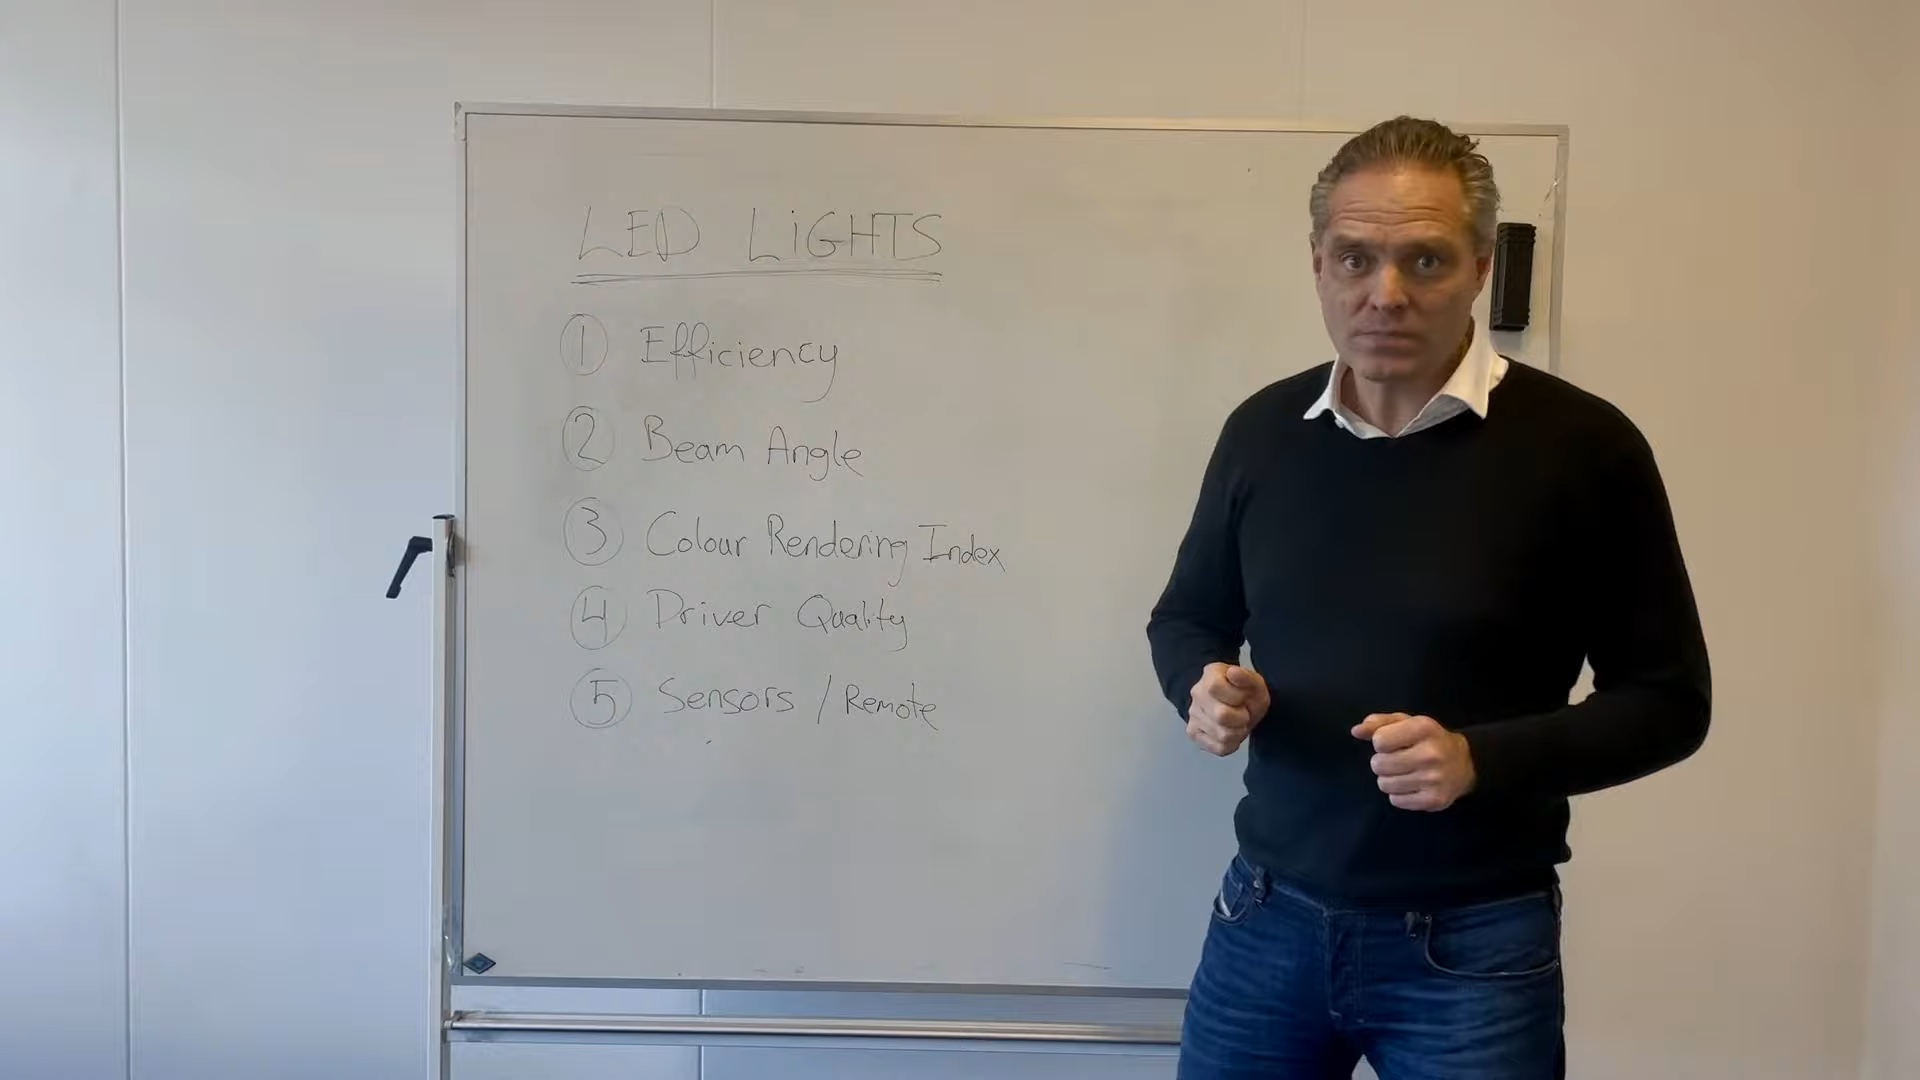 LED LiGHTS
1 Efficiency
2 Beam Angle
3 Colour Rendering Index
4 Driver Quality
5 Sensors / Remote